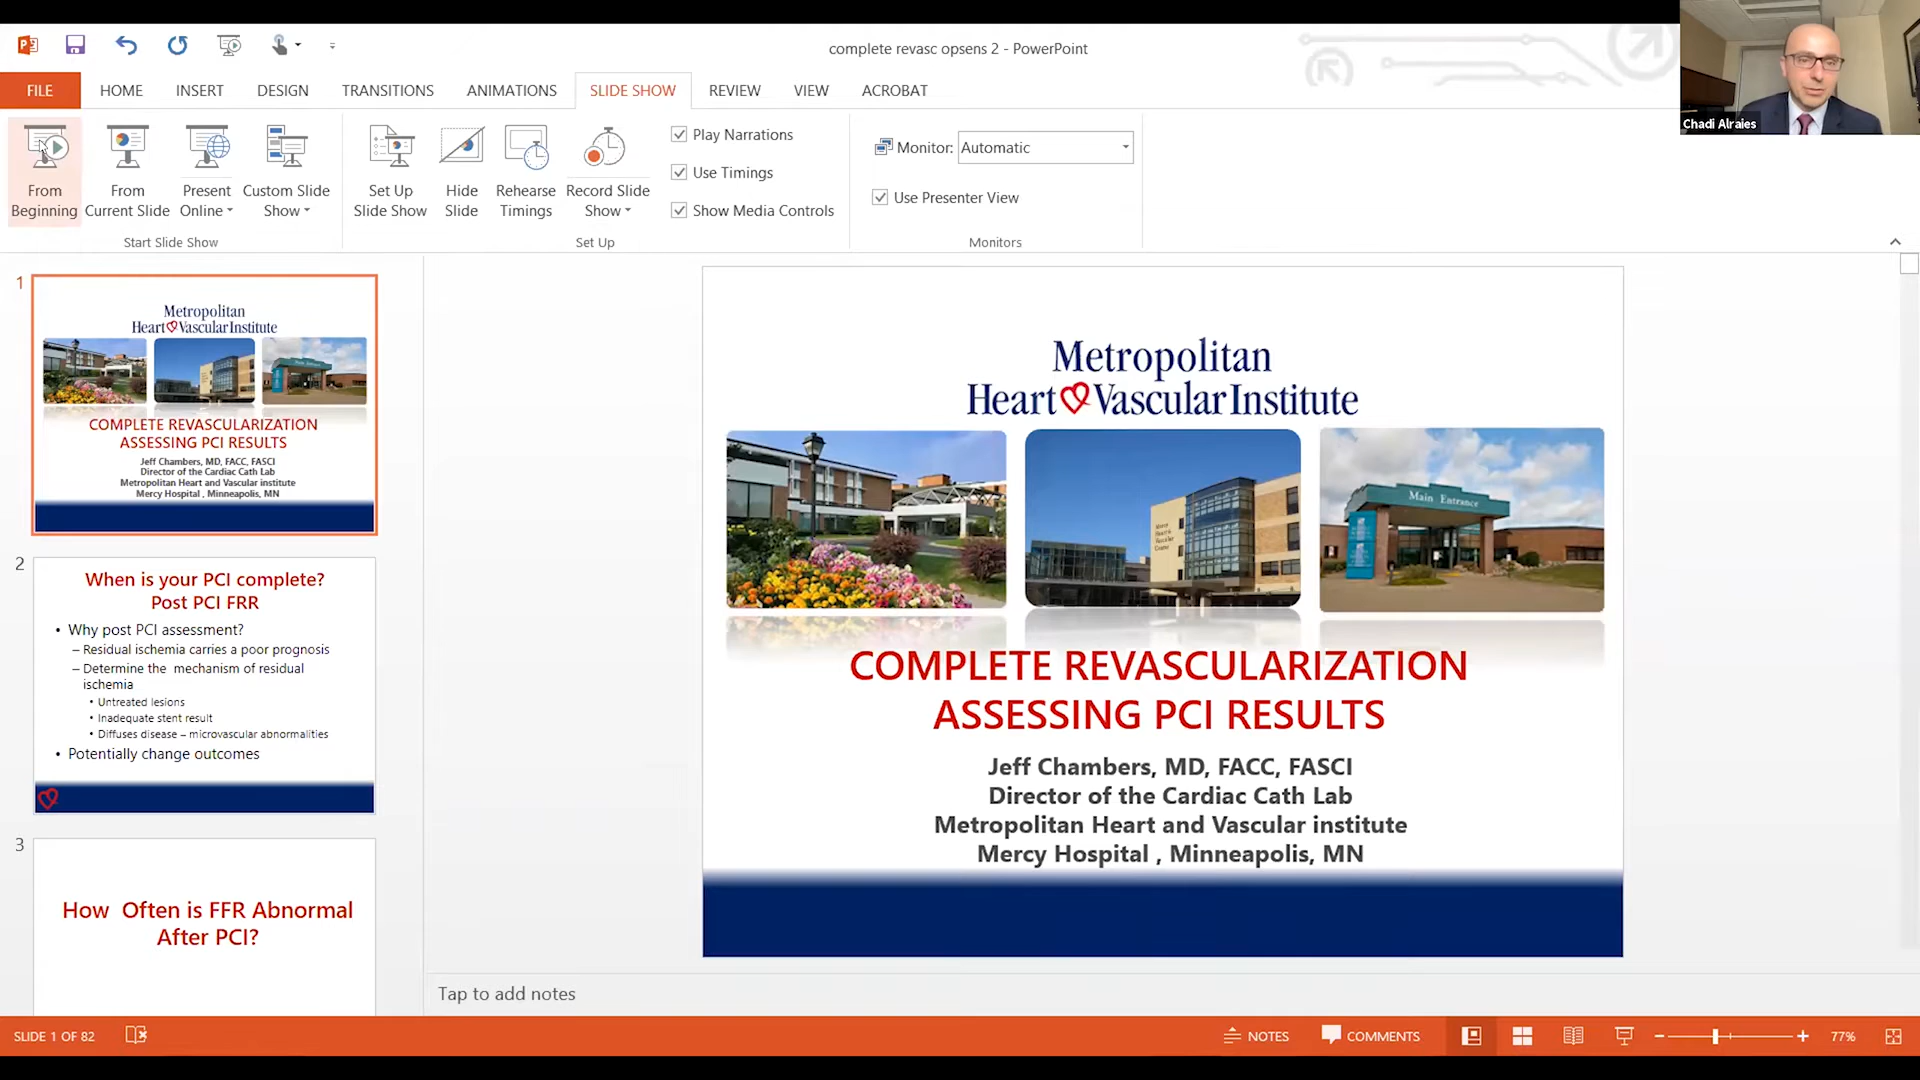 complete revasc opsens 2 - PowerPoint
Chadi Alraies
FILE HOME INSERT DESIGN TRANSITIONS ANIMATIONS SLIDE SHOW REVIEW VIEW ACROBAT
From Beginning
From Current Slide
Present Online
Custom Slide Show
Start Slide Show
Set Up Slide Show
Hide Slide
Rehearse Timings
Record Slide Show
Play Narrations
Use Timings
Show Media Controls
Set Up
Monitor: Automatic
Use Presenter View
Monitors
1
Metropolitan
Heart Vascular Institute
Main Entrance
COMPLETE REVASCULARIZATION
ASSESSING PCI RESULTS
Jeff Chambers, MD, FACC, FASCI
Director of the Cardiac Cath Lab
Metropolitan Heart and Vascular institute
Mercy Hospital , Minneapolis, MN
2
When is your PCI complete?
Post PCI FRR
• Why post PCI assessment?
– Residual ischemia carries a poor prognosis
– Determine the mechanism of residual
ischemia
• Untreated lesions
• Inadequate stent result
• Diffuses disease – microvascular abnormalities
• Potentially change outcomes
3
How Often is FFR Abnormal
After PCI?
Metropolitan
Heart Vascular Institute
Mercy Heart &
Vascular
Center
Main Entrance
COMPLETE REVASCULARIZATION
ASSESSING PCI RESULTS
Jeff Chambers, MD, FACC, FASCI
Director of the Cardiac Cath Lab
Metropolitan Heart and Vascular institute
Mercy Hospital , Minneapolis, MN
Tap to add notes
SLIDE 1 OF 82
NOTES COMMENTS 77%